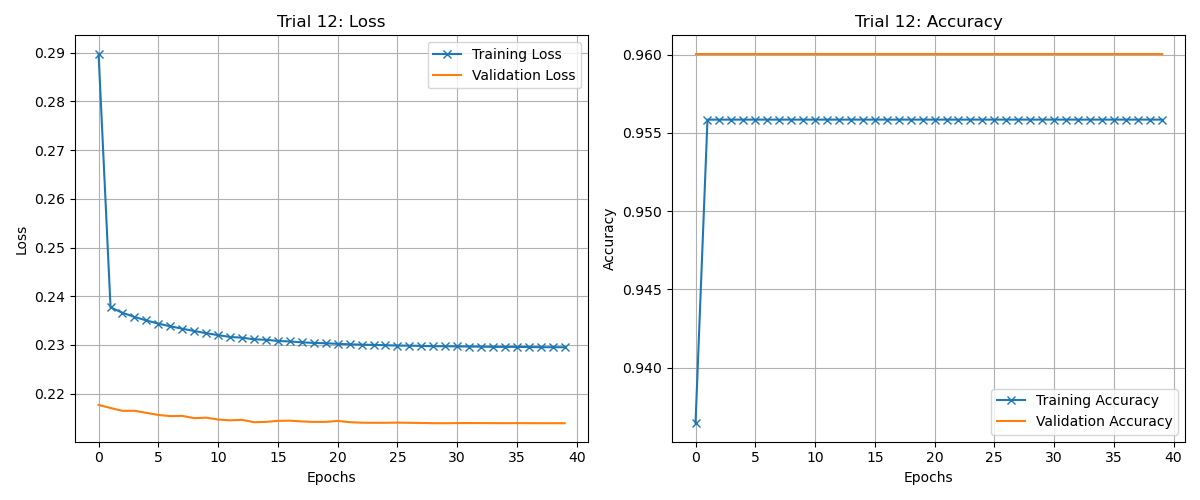 Trial 12: Loss
0.29
0.28
0.27
0.26
0.25
0.24
0.23
0.22
Loss
0 5 10 15 20 25 30 35 40
Epochs
Training Loss
Validation Loss
Trial 12: Accuracy
0.960
0.955
0.950
0.945
0.940
Accuracy
0 5 10 15 20 25 30 35 40
Epochs
Training Accuracy
Validation Accuracy